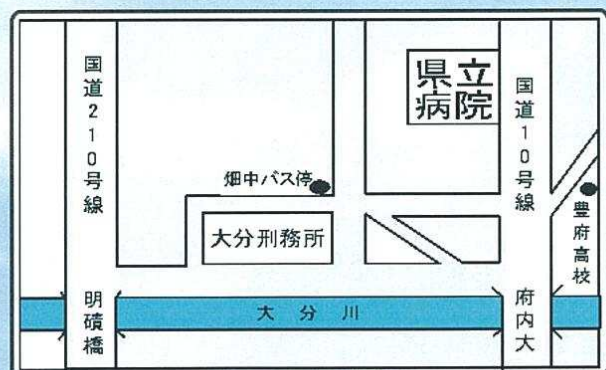 国道210号線
県立
病院
国道10号線
畑中バス停
豊府高校
大分刑務所
明磧橋
大分川
府内大